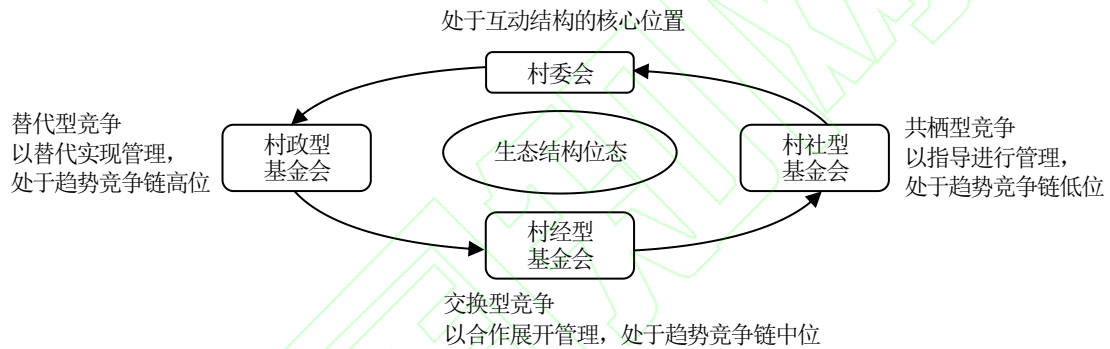 处于互动结构的核心位置
村委会
替代型竞争
以替代实现管理，
处于趋势竞争链高位
村政型
基金会
生态结构位态
村社型
基金会
共栖型竞争
以指导进行管理，
处于趋势竞争链低位
村经型
基金会
交换型竞争
以合作展开管理，处于趋势竞争链中位